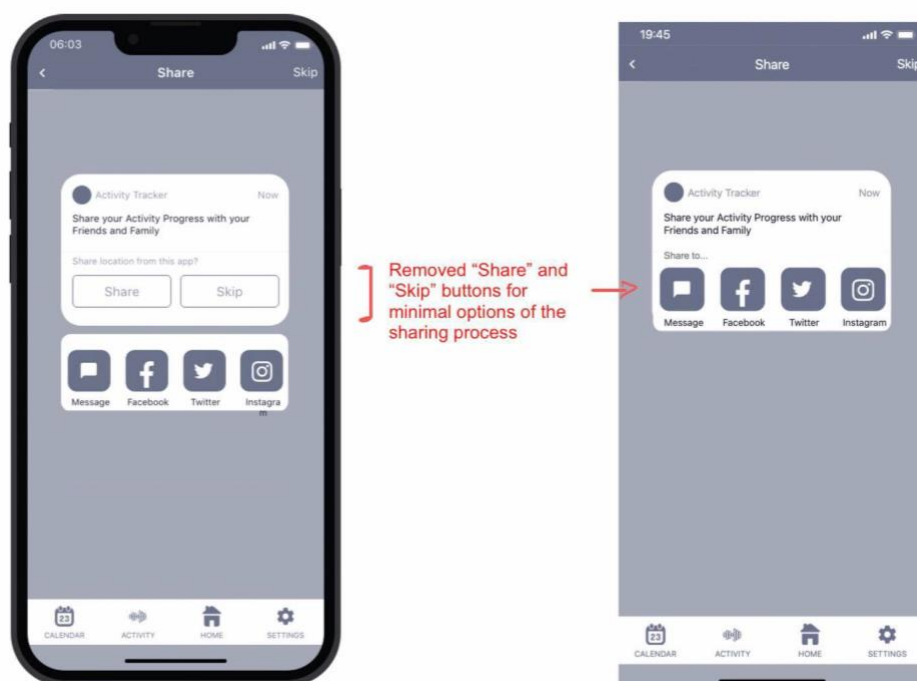 06:03
Share
Skip
Activity Tracker
Now
Share your Activity Progress with your
Friends and Family
Share location from this app?
Share
Skip
Message
Facebook
Twitter
Instagra
m
23
CALENDAR
ACTIVITY
HOME
SETTINGS
Removed “Share” and
“Skip” buttons for
minimal options of the
sharing process
19:45
Share
Skip
Activity Tracker
Now
Share your Activity Progress with your
Friends and Family
Share to...
Message
Facebook
Twitter
Instagram
23
CALENDAR
ACTIVITY
HOME
SETTINGS